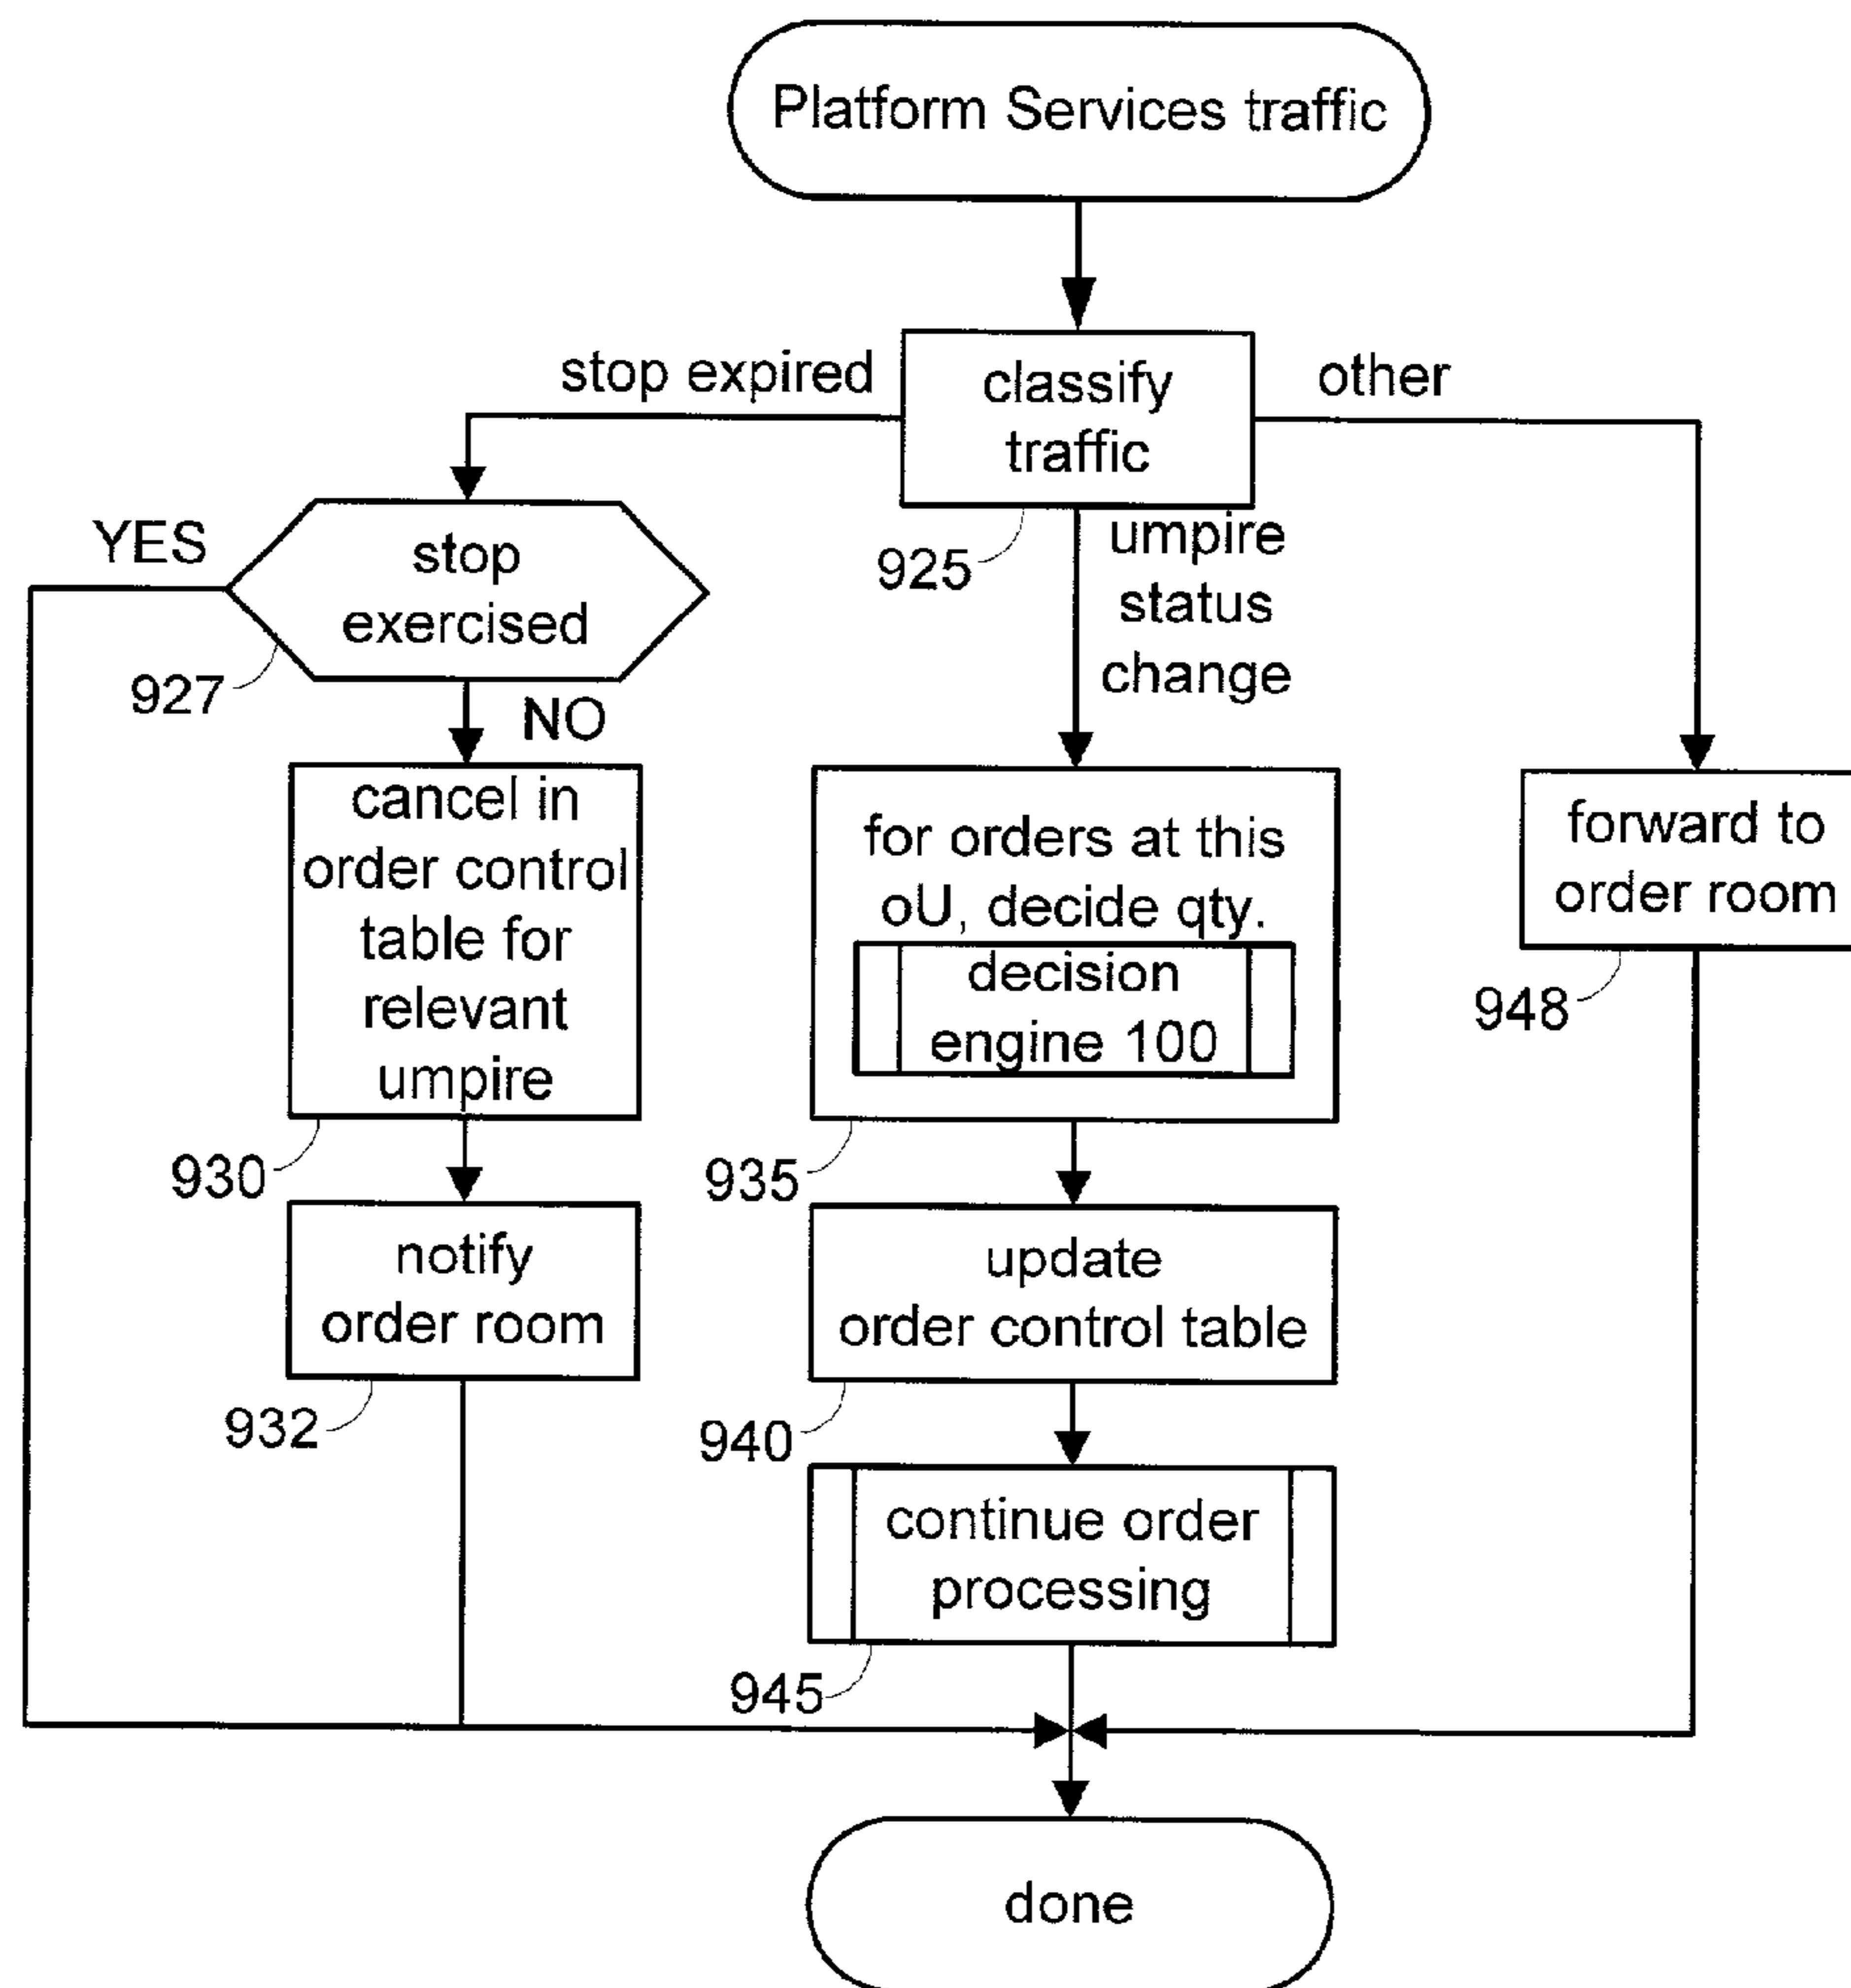 Platform Services traffic
stop expired
classify
traffic
other
925
umpire
status
change
YES
stop
exercised
927
NO
cancel in
order control
table for
relevant
umpire
930
notify
order room
932
for orders at this
oU, decide qty.
decision
engine 100
935
update
order control table
940
continue order
processing
945
forward to
order room
948
done